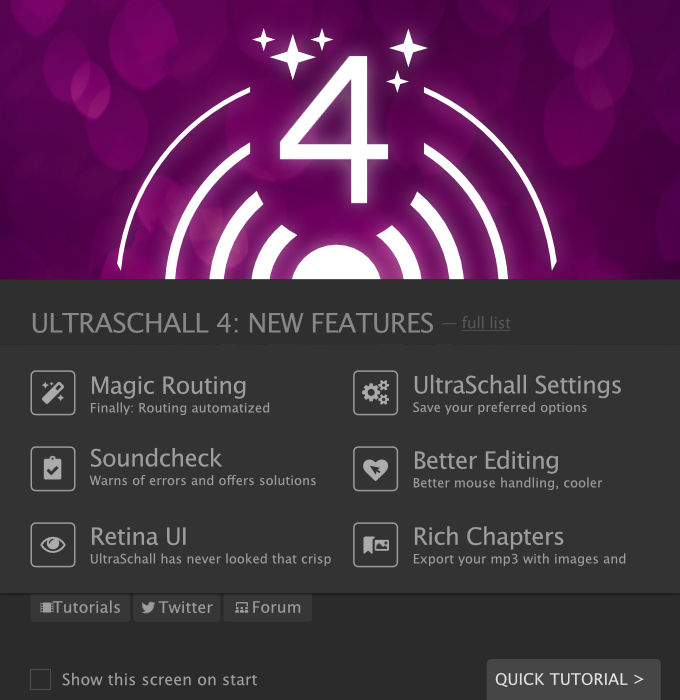 4
ULTRASCHALL 4: NEW FEATURES — full list
Magic Routing
Finally: Routing automatized
UltraSchall Settings
Save your preferred options
Soundcheck
Warns of errors and offers solutions
Better Editing
Better mouse handling, cooler
Retina UI
UltraSchall has never looked that crisp
Rich Chapters
Export your mp3 with images and
Tutorials
Twitter
Forum
Show this screen on start
QUICK TUTORIAL >